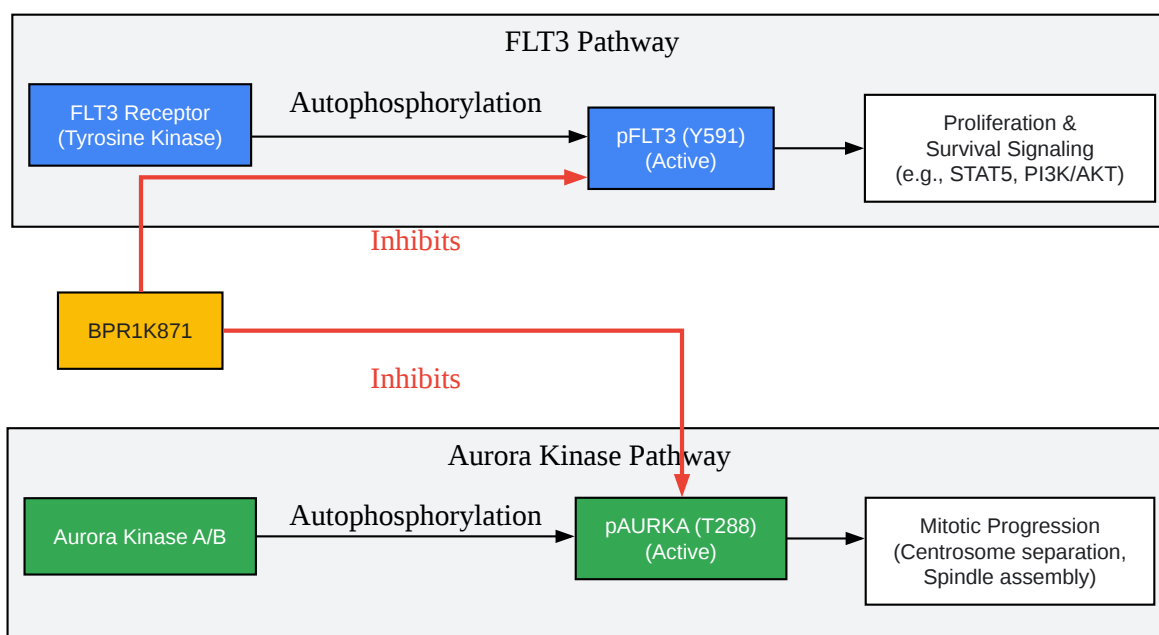 FLT3 Pathway
FLT3 Receptor
(Tyrosine Kinase)
Autophosphorylation
pFLT3 (Y591)
(Active)
Proliferation &
Survival Signaling
(e.g., STAT5, PI3K/AKT)
Inhibits
BPR1K871
Inhibits
Aurora Kinase Pathway
Aurora Kinase A/B
Autophosphorylation
pAURKA (T288)
(Active)
Mitotic Progression
(Centrosome separation,
Spindle assembly)